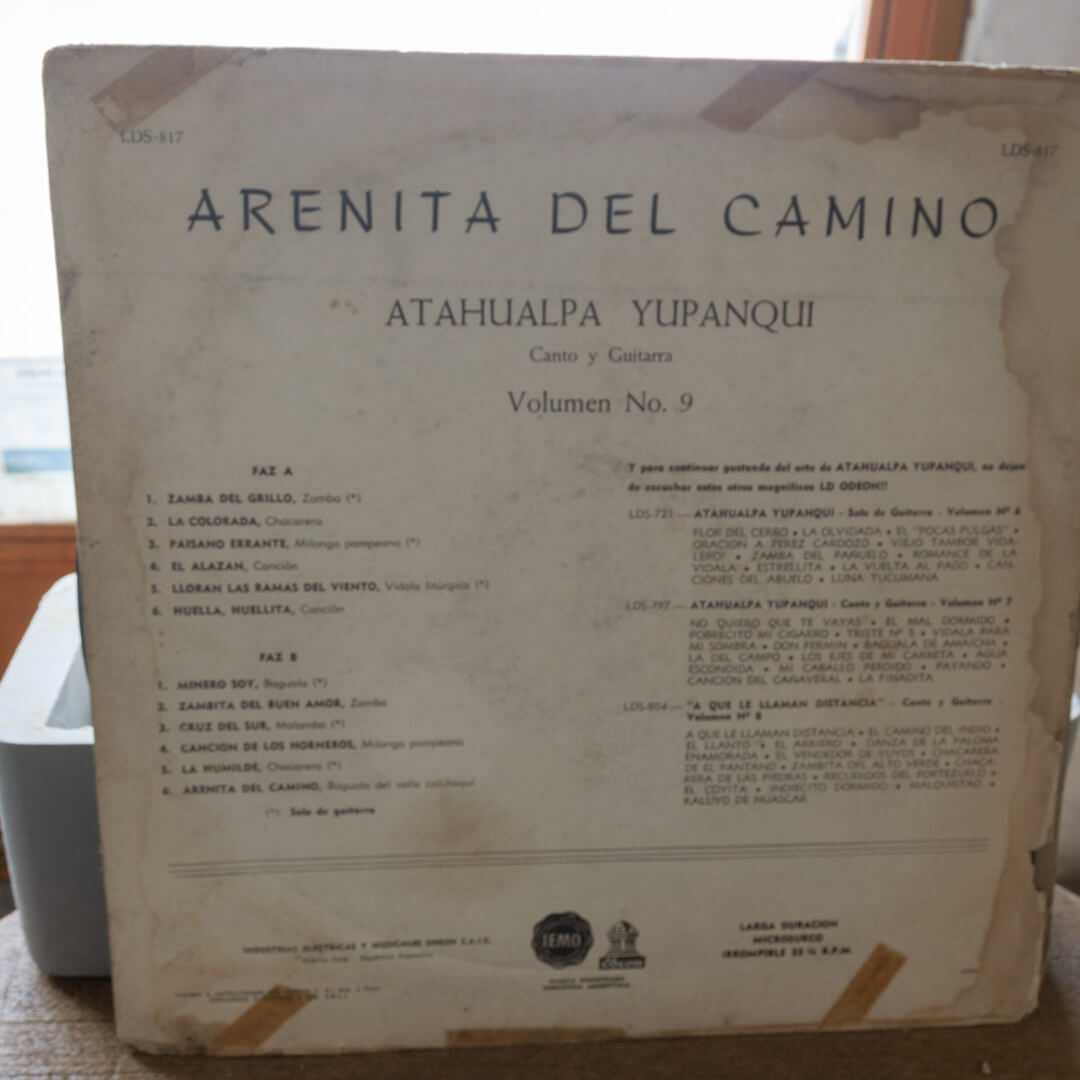 LDS-817
LDS-817
ARENITA DEL CAMINO
ATAHUALPA YUPANQUI
Canto y Guitarra
Volumen No. 9
FAZ A
1. ZAMBA DEL GRILLO, Zamba (*)
2. LA COLORADA, Chacarera
3. PAISANO ERRANTE, Milonga pampeana (*)
4. EL ALAZAN, Canción
5. LLORAN LAS RAMAS DEL VIENTO, Vidala litúrgica (*)
6. HUELLA, HUELLITA, Canción
FAZ B
1. MINERO SOY, Baguala (*)
2. ZAMBITA DEL BUEN AMOR, Zamba
3. CRUZ DEL SUR, Malambo (*)
4. CANCION DE LOS HORNEROS, Milonga pampeana
5. LA HUMILDE, Chacarera (*)
6. ARENITA DEL CAMINO, Baguala del valle calchaquí
(*): Solo de guitarra
Y para continuar gustando del arte de ATAHUALPA YUPANQUI, no dejen
de escuchar estos otros magníficos LD ODEON!!
LDS-721 — ATAHUALPA YUPANQUI - Solo de Guitarra - Volumen Nº 6
FLOR DEL CERRO • LA OLVIDADA • EL "POCAS PULGAS" •
ORACION A PEREZ CARDOZO • VIEJO TAMBOR VIDA-
LERO! • ZAMBA DEL PAÑUELO • ROMANCE DE LA
VIDALA • ESTRELLITA • LA VUELTA AL PAGO • CAN-
CIONES DEL ABUELO • LUNA TUCUMANA
LDS-797 — ATAHUALPA YUPANQUI - Canto y Guitarra - Volumen Nº 7
NO QUIERO QUE TE VAYAS • EL MAL DORMIDO •
POBRECITO MI CIGARRO • TRISTE Nº 5 • VIDALA PARA
MI SOMBRA • DON FERMIN • BAGUALA DE AMAICHA •
LA DEL CAMPO • LOS EJES DE MI CARRETA • AGUA
ESCONDIDA • MI CABALLO PERDIDO • PAYANDO •
CANCION DEL CAÑAVERAL • LA FINADITA
LDS-804 — "A QUE LE LLAMAN DISTANCIA" - Canto y Guitarra -
Volumen Nº 8
A QUE LE LLAMAN DISTANCIA • EL CAMINO DEL INDIO •
EL LLANTO • EL ARRIERO • DANZA DE LA PALOMA
ENAMORADA • EL VENDEDOR DE YUYOS • CHACARERA
DE EL PANTANO • ZAMBITA DEL ALTO VERDE • CHACA-
RERA DE LAS PIEDRAS • RECUERDOS DEL PORTEZUELO •
EL COYITA • INDIECITO DORMIDO • MALQUISTAO •
KALUYO DE HUASCAR
INDUSTRIAS ELECTRICAS Y MUSICALES ODEON S.A.I.C.
Buenos Aires - República Argentina
IEMO
Odeon
MARCA REGISTRADA
INDUSTRIA ARGENTINA
LARGA DURACION
MICROSURCO
IRROMPIBLE 33 ⅓ R.P.M.